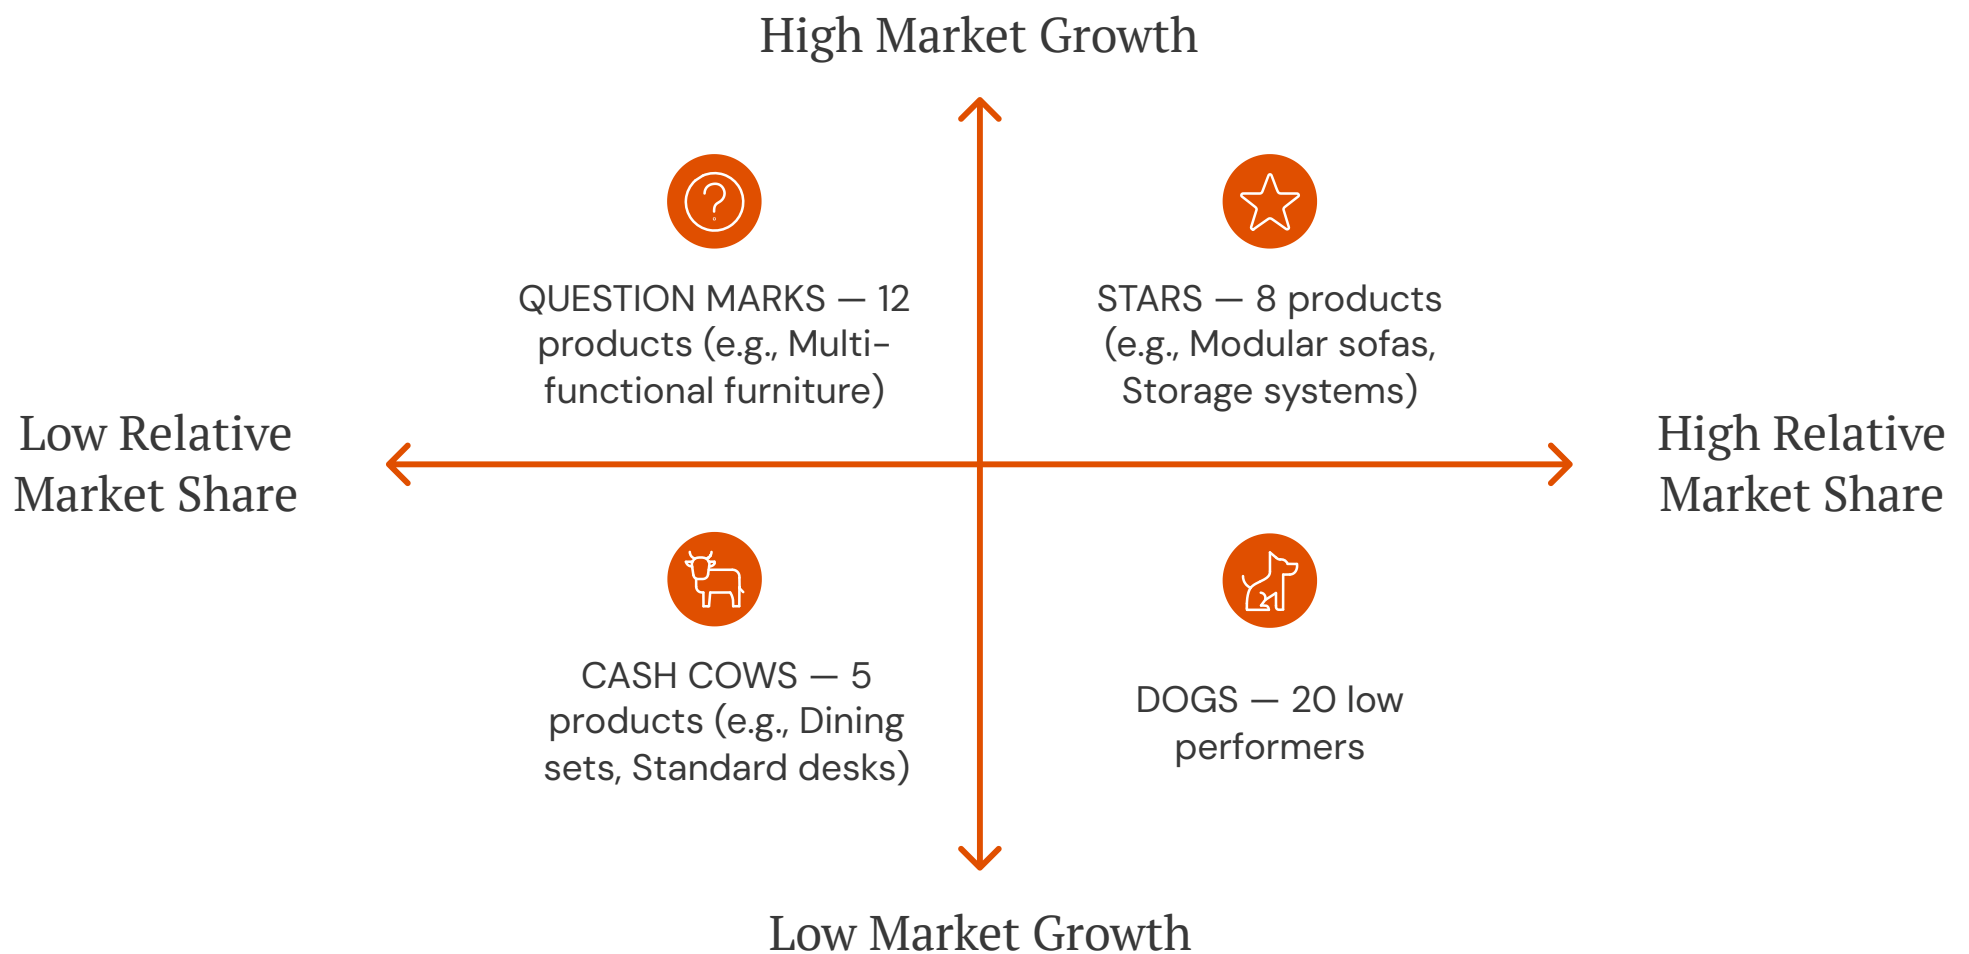 High Market Growth
QUESTION MARKS — 12
products (e.g., Multi-
functional furniture)
STARS — 8 products
(e.g., Modular sofas,
Storage systems)
Low Relative
Market Share
High Relative
Market Share
CASH COWS — 5
products (e.g., Dining
sets, Standard desks)
DOGS — 20 low
performers
Low Market Growth